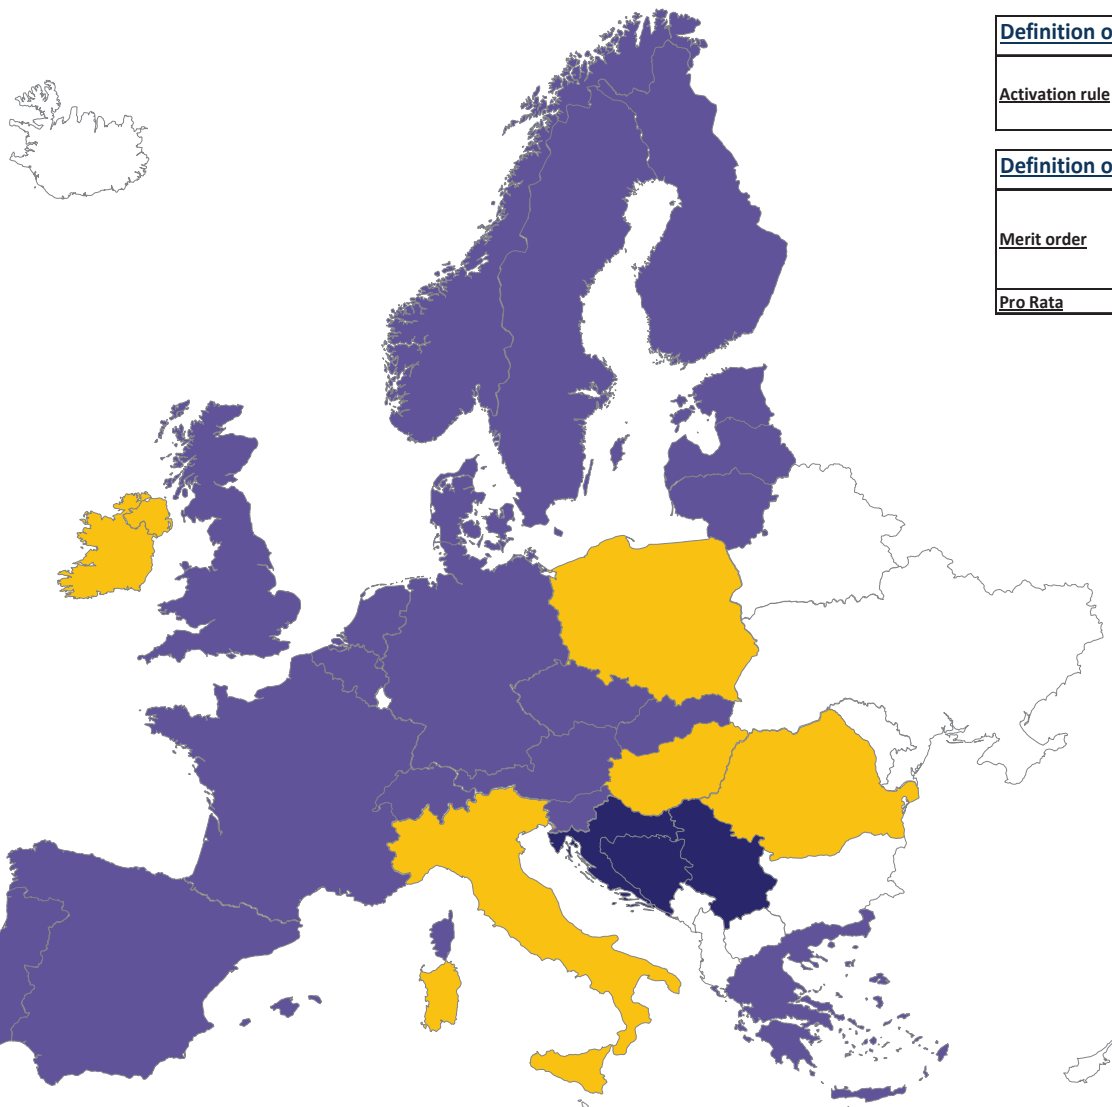 Definition o
Activation rule
Definition o
Merit order
Pro Rata